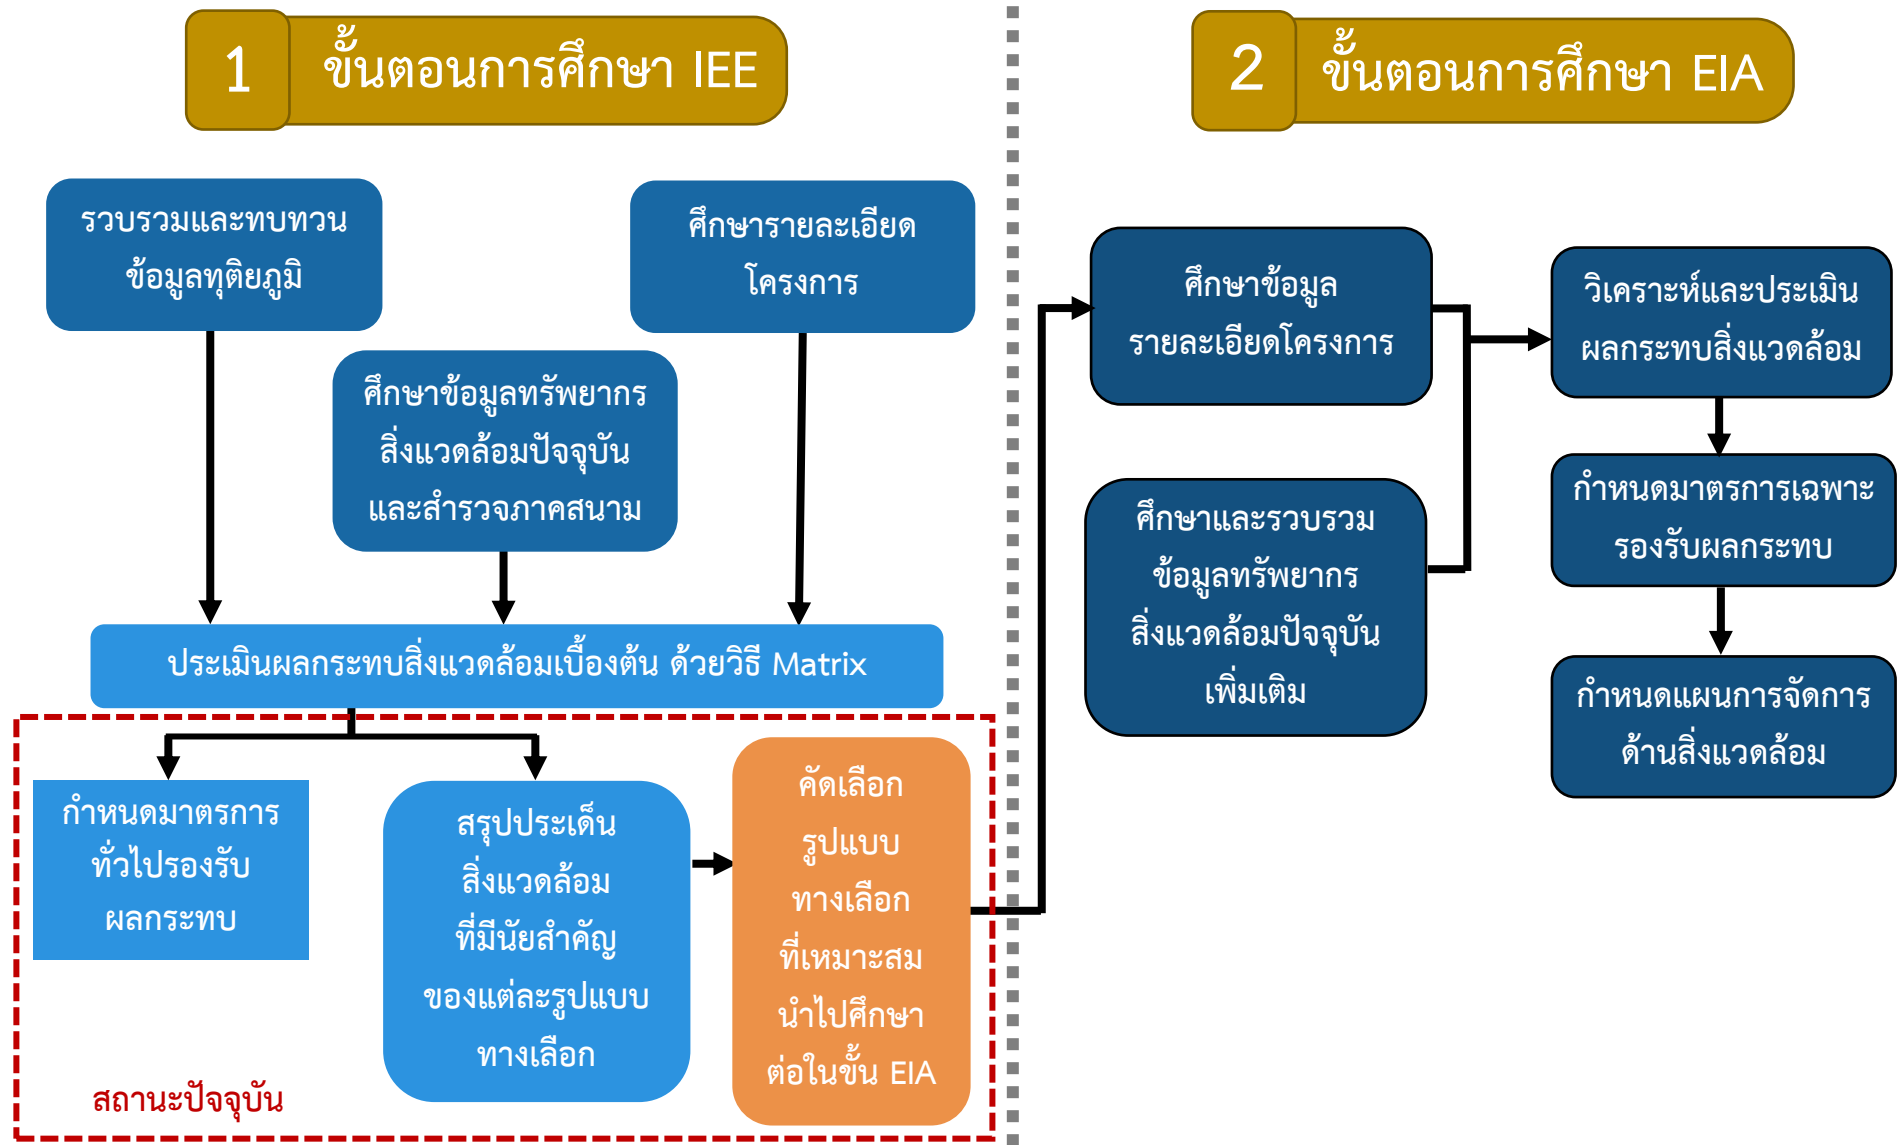 1
ขั้นตอนการศึกษา IEE
รวบรวมและทบทวน
ข้อมูลทุติยภูมิ
ศึกษารายละเอียด
โครงการ
ศึกษาข้อมูลทรัพยากร
สิ่งแวดล้อมปัจจุบัน
และสำรวจภาคสนาม
ประเมินผลกระทบสิ่งแวดล้อมเบื้องต้น ด้วยวิธี Matrix
กำหนดมาตรการ
ทั่วไปรองรับ
ผลกระทบ
สรุปประเด็น
สิ่งแวดล้อม
ที่มีนัยสำคัญ
ของแต่ละรูปแบบ
ทางเลือก
คัดเลือก
รูปแบบ
ทางเลือก
ที่เหมาะสม
นำไปศึกษา
ต่อในขั้น EIA
สถานะปัจจุบัน
2
ขั้นตอนการศึกษา EIA
ศึกษาข้อมูล
รายละเอียดโครงการ
ศึกษาและรวบรวม
ข้อมูลทรัพยากร
สิ่งแวดล้อมปัจจุบัน
เพิ่มเติม
วิเคราะห์และประเมิน
ผลกระทบสิ่งแวดล้อม
กำหนดมาตรการเฉพาะ
รองรับผลกระทบ
กำหนดแผนการจัดการ
ด้านสิ่งแวดล้อม